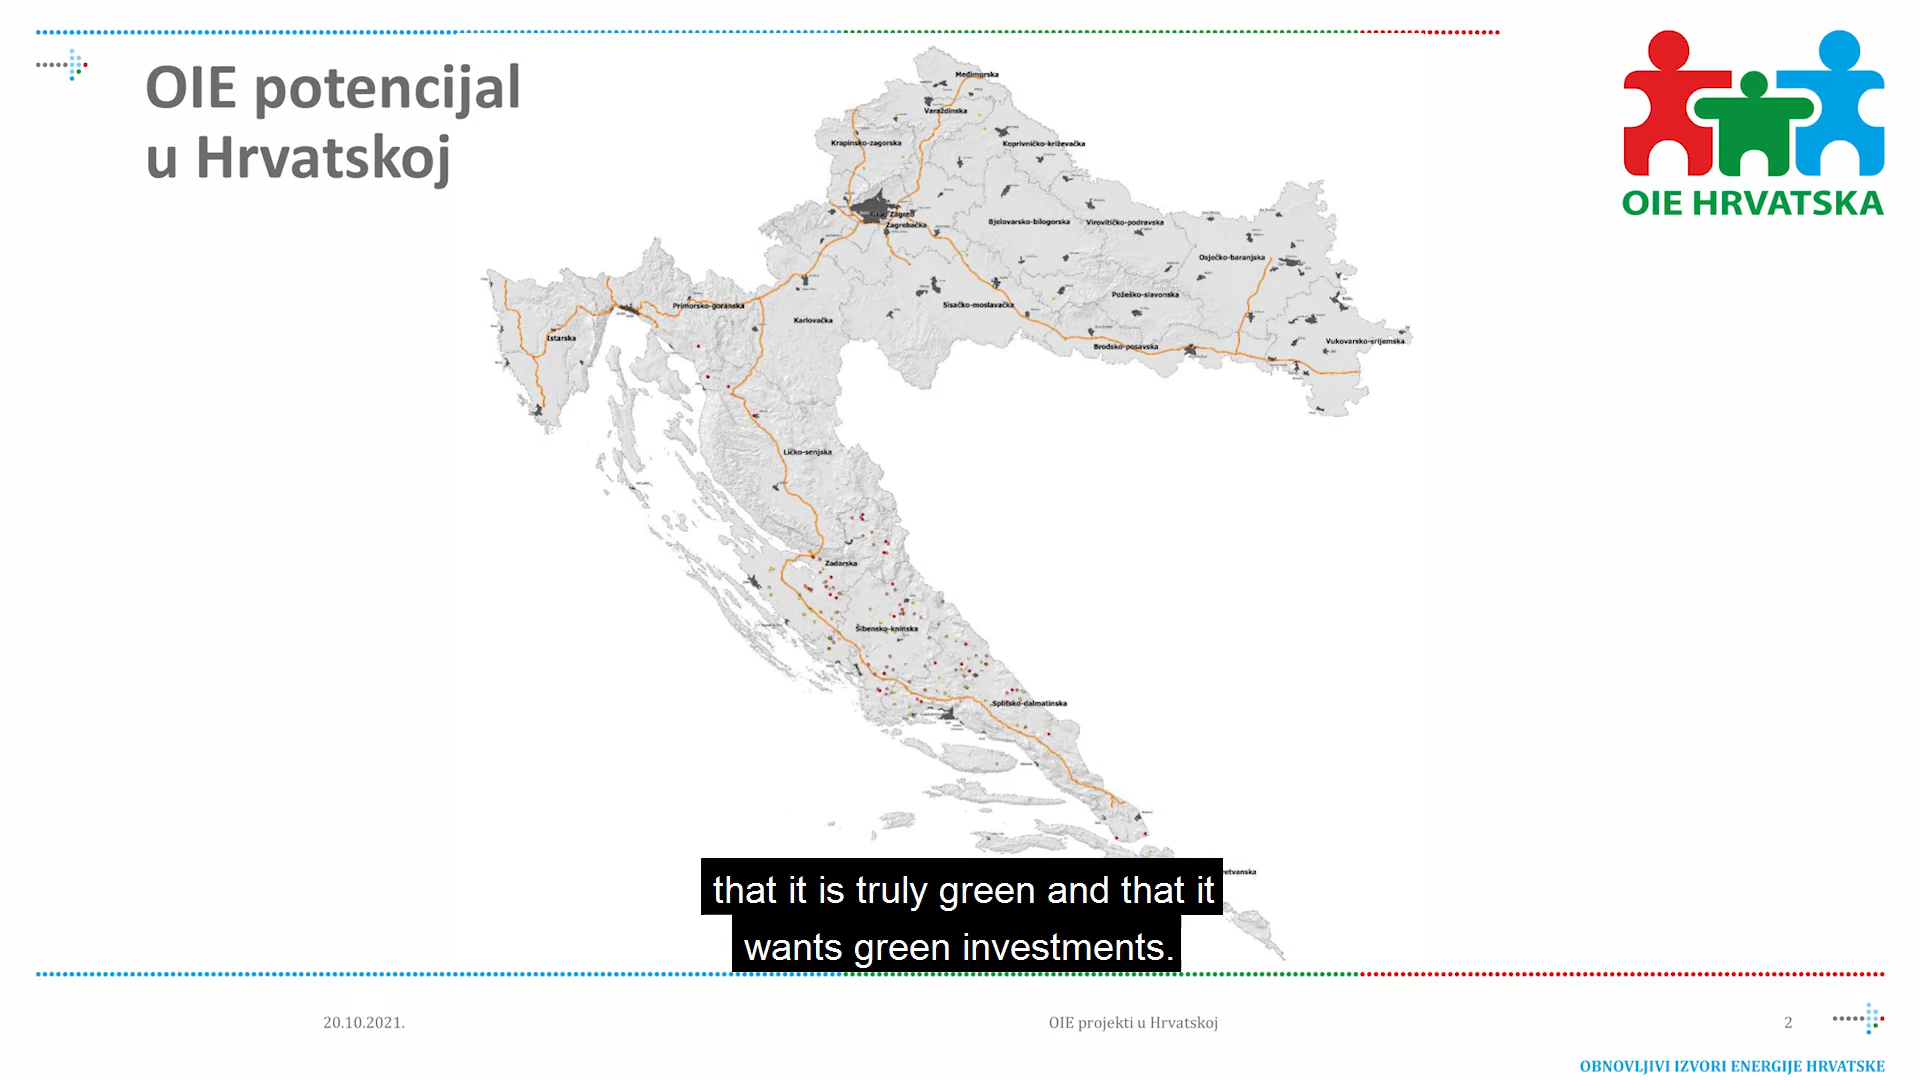 OIE potencijal
u Hrvatskoj
OIE HRVATSKA
Međimurska
Varaždinska
Krapinsko-zagorska
Koprivničko-križevačka
Grad Zagreb
Zagrebačka
Bjelovarsko-bilogorska
Virovitičko-podravska
Osječko-baranjska
Požeško-slavonska
Sisačko-moslavačka
Primorsko-goranska
Karlovačka
Istarska
Brodsko-posavska
Vukovarsko-srijemska
Ličko-senjska
Zadarska
Šibensko-kninska
Splitsko-dalmatinska
etvanska
that it is truly green and that it
wants green investments.
20.10.2021.
OIE projekti u Hrvatskoj
2
OBNOVLJIVI IZVORI ENERGIJE HRVATSKE